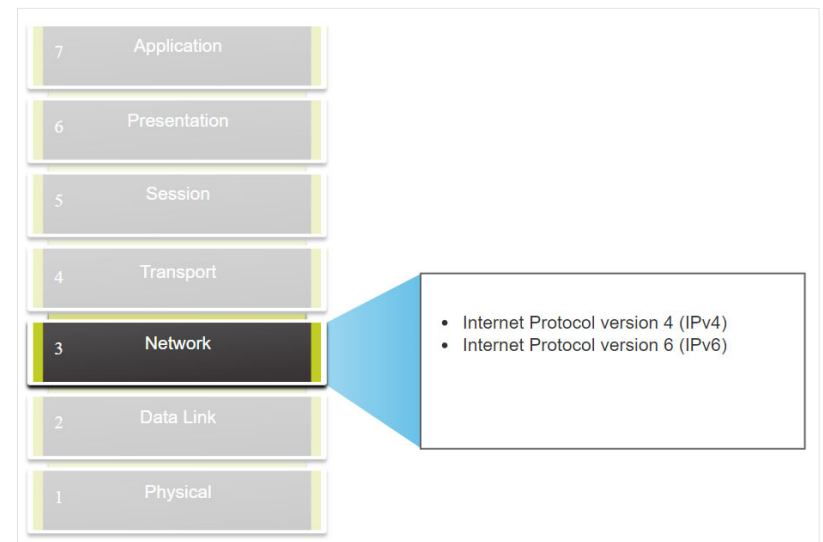 7 Application
6 Presentation
5 Session
4 Transport
3 Network
2 Data Link
1 Physical
• Internet Protocol version 4 (IPv4)
• Internet Protocol version 6 (IPv6)